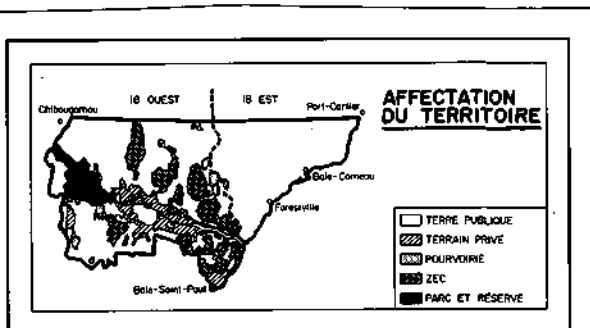 AFFECTATION
DU TERRITOIRE
18 OUEST
18 EST
Chibougamau
Port-Cartier
Baie-Comeau
Forestville
Baie-Saint-Paul
TERRE PUBLIQUE
TERRAIN PRIVÉ
POURVOIRIE
ZEC
PARC ET RÉSERVE